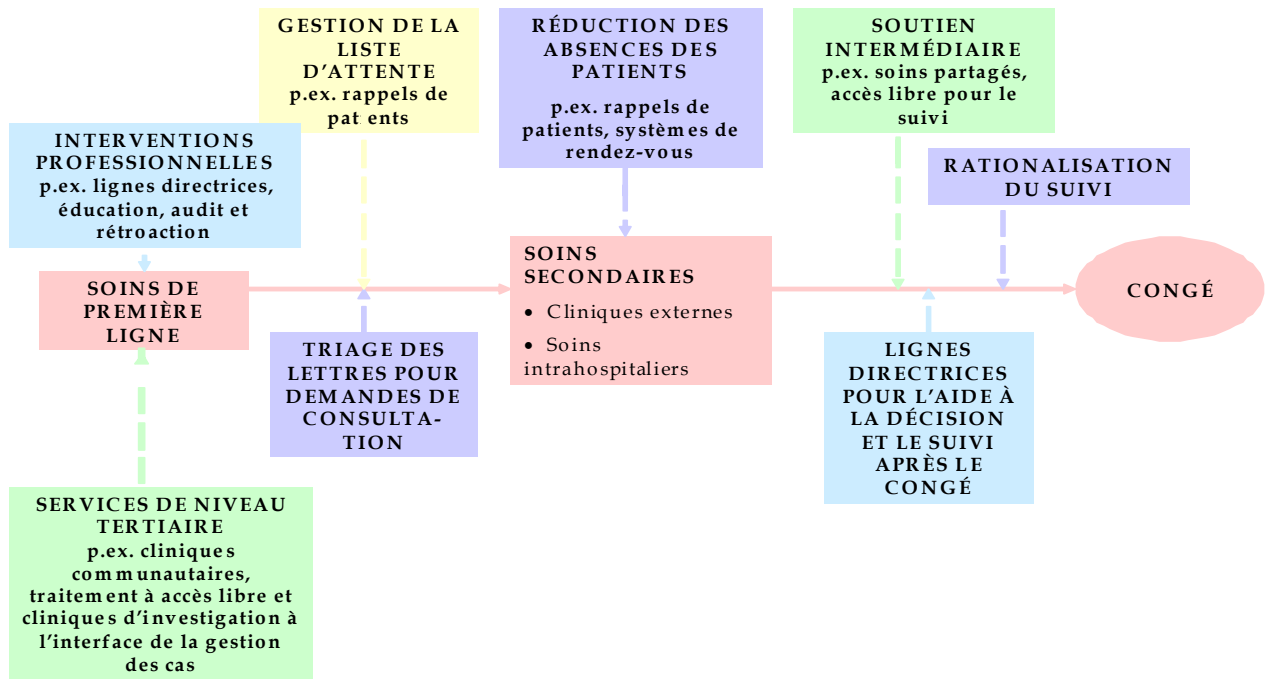 GESTION DE LA
LISTE
D’ATTENTE
p.ex. rappels de
patients
RÉDUCTION DES
ABSENCES DES
PATIENTS
p.ex. rappels de
patients, systèmes de
rendez-vous
SOUTIEN
INTERMÉDIAIRE
p.ex. soins partagés,
accès libre pour le
suivi
INTERVENTIONS
PROFESSIONNELLES
p.ex. lignes directrices,
éducation, audit et
rétroaction
RATIONALISATION
DU SUIVI
SOINS DE
PREMIÈRE
LIGNE
SOINS
SECONDAIRES
• Cliniques externes
• Soins
intrahospitaliers
CONGÉ
TRIAGE DES
LETTRES POUR
DEMANDES DE
CONSULTA-
TION
LIGNES
DIRECTRICES
POUR L’AIDE À
LA DÉCISION
ET LE SUIVI
APRÈS LE
CONGÉ
SERVICES DE NIVEAU
TERTIAIRE
p.ex. cliniques
communautaires,
traitement à accès libre et
cliniques d’investigation à
l’interface de la gestion
des cas